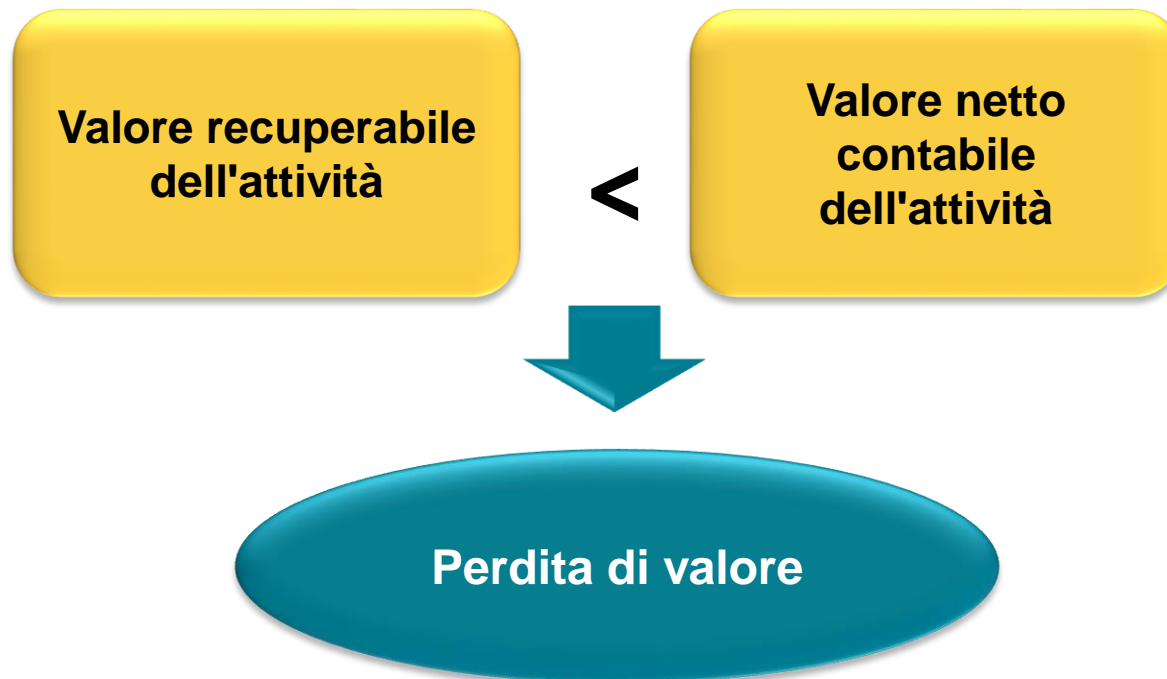 Valore recuperabile
dell'attività
<
Valore netto
contabile
dell'attività
Perdita di valore